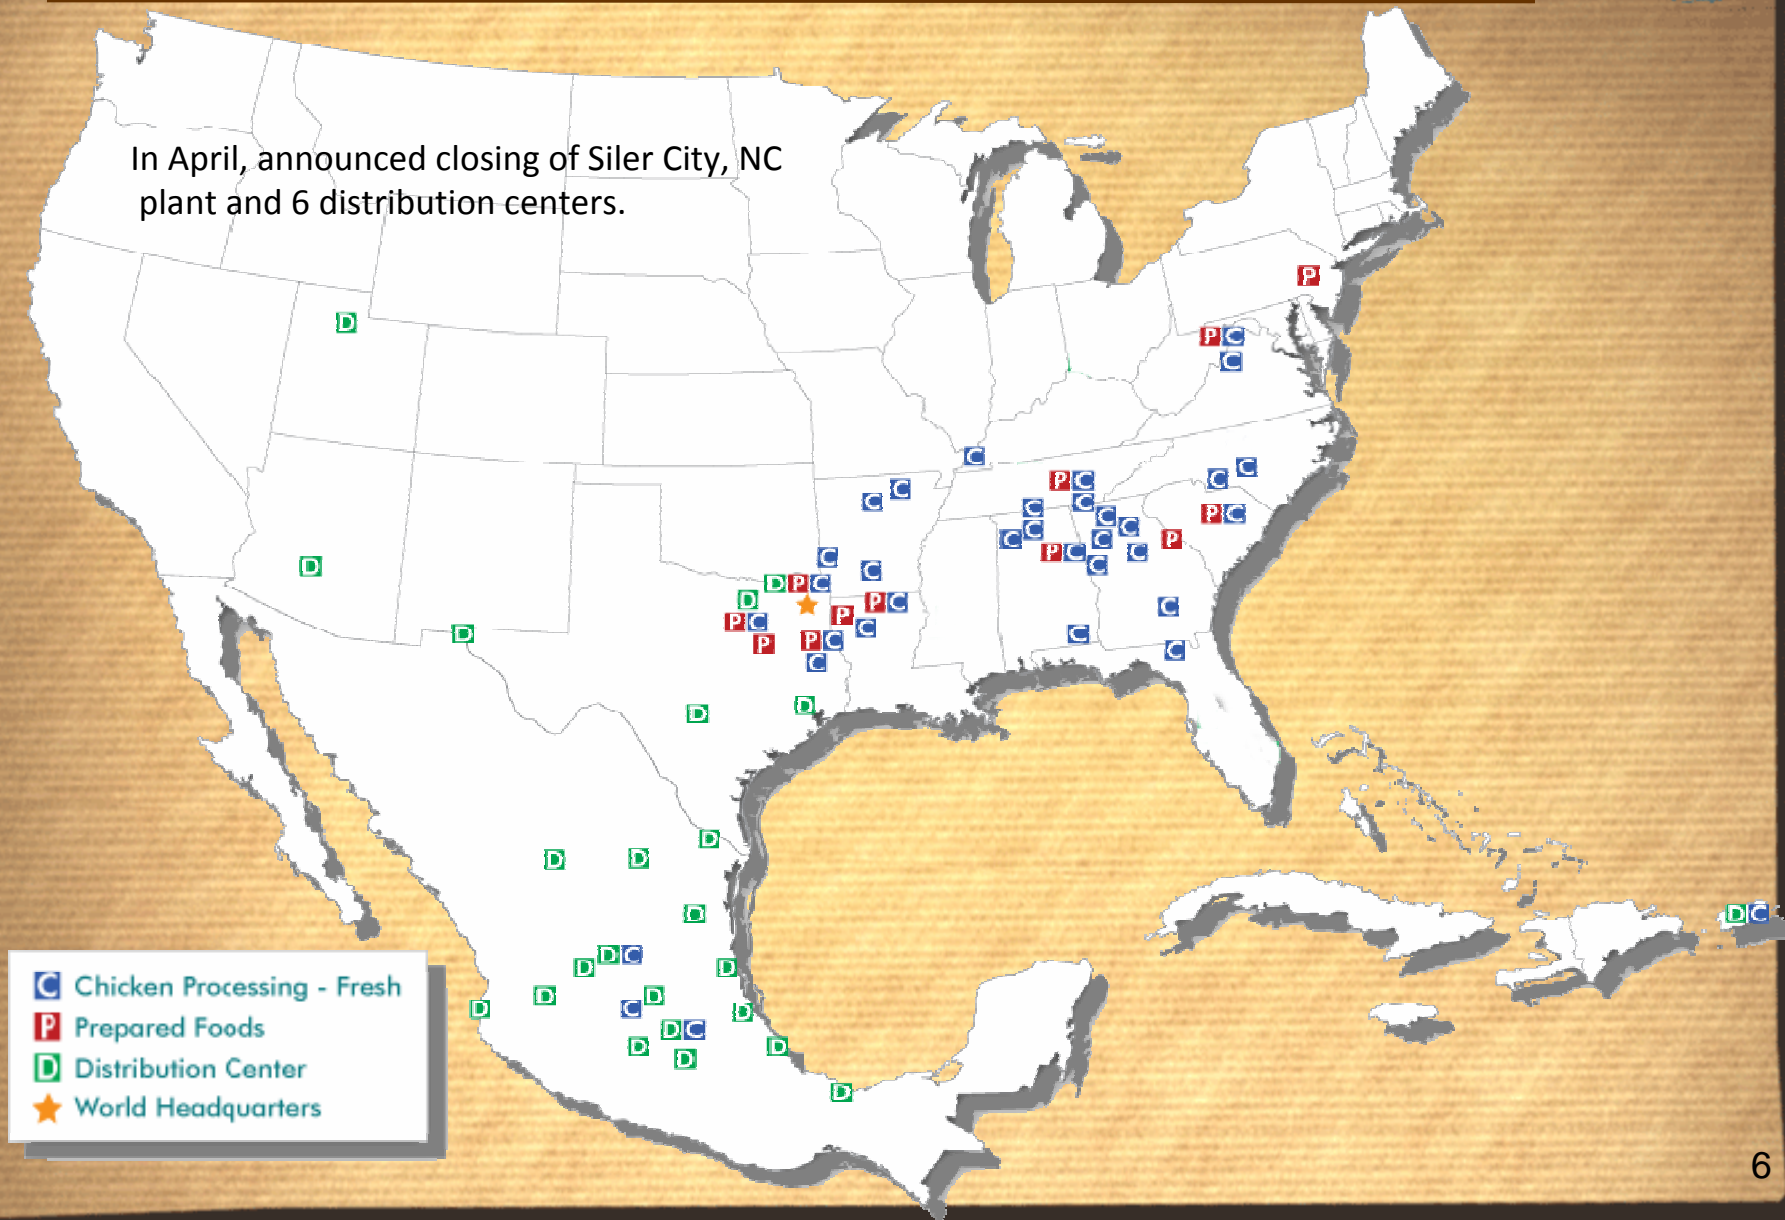 In April, announced closing of Siler City, NC
plant and 6 distribution centers.
P
D
P C
C
C
P C
C
C
C
C
C
C
P C
C
C
C
C
C
P
C
C
P C
C
P
D
C
C
D P C
D
P C
P C
P
C
P
P C
C
C
D
C
C
D
D
D
D
D
D
D C
D C
D
D
D
D
C
D
D
D
D C
D
D
D
D
C Chicken Processing - Fresh
P Prepared Foods
D Distribution Center
World Headquarters
6